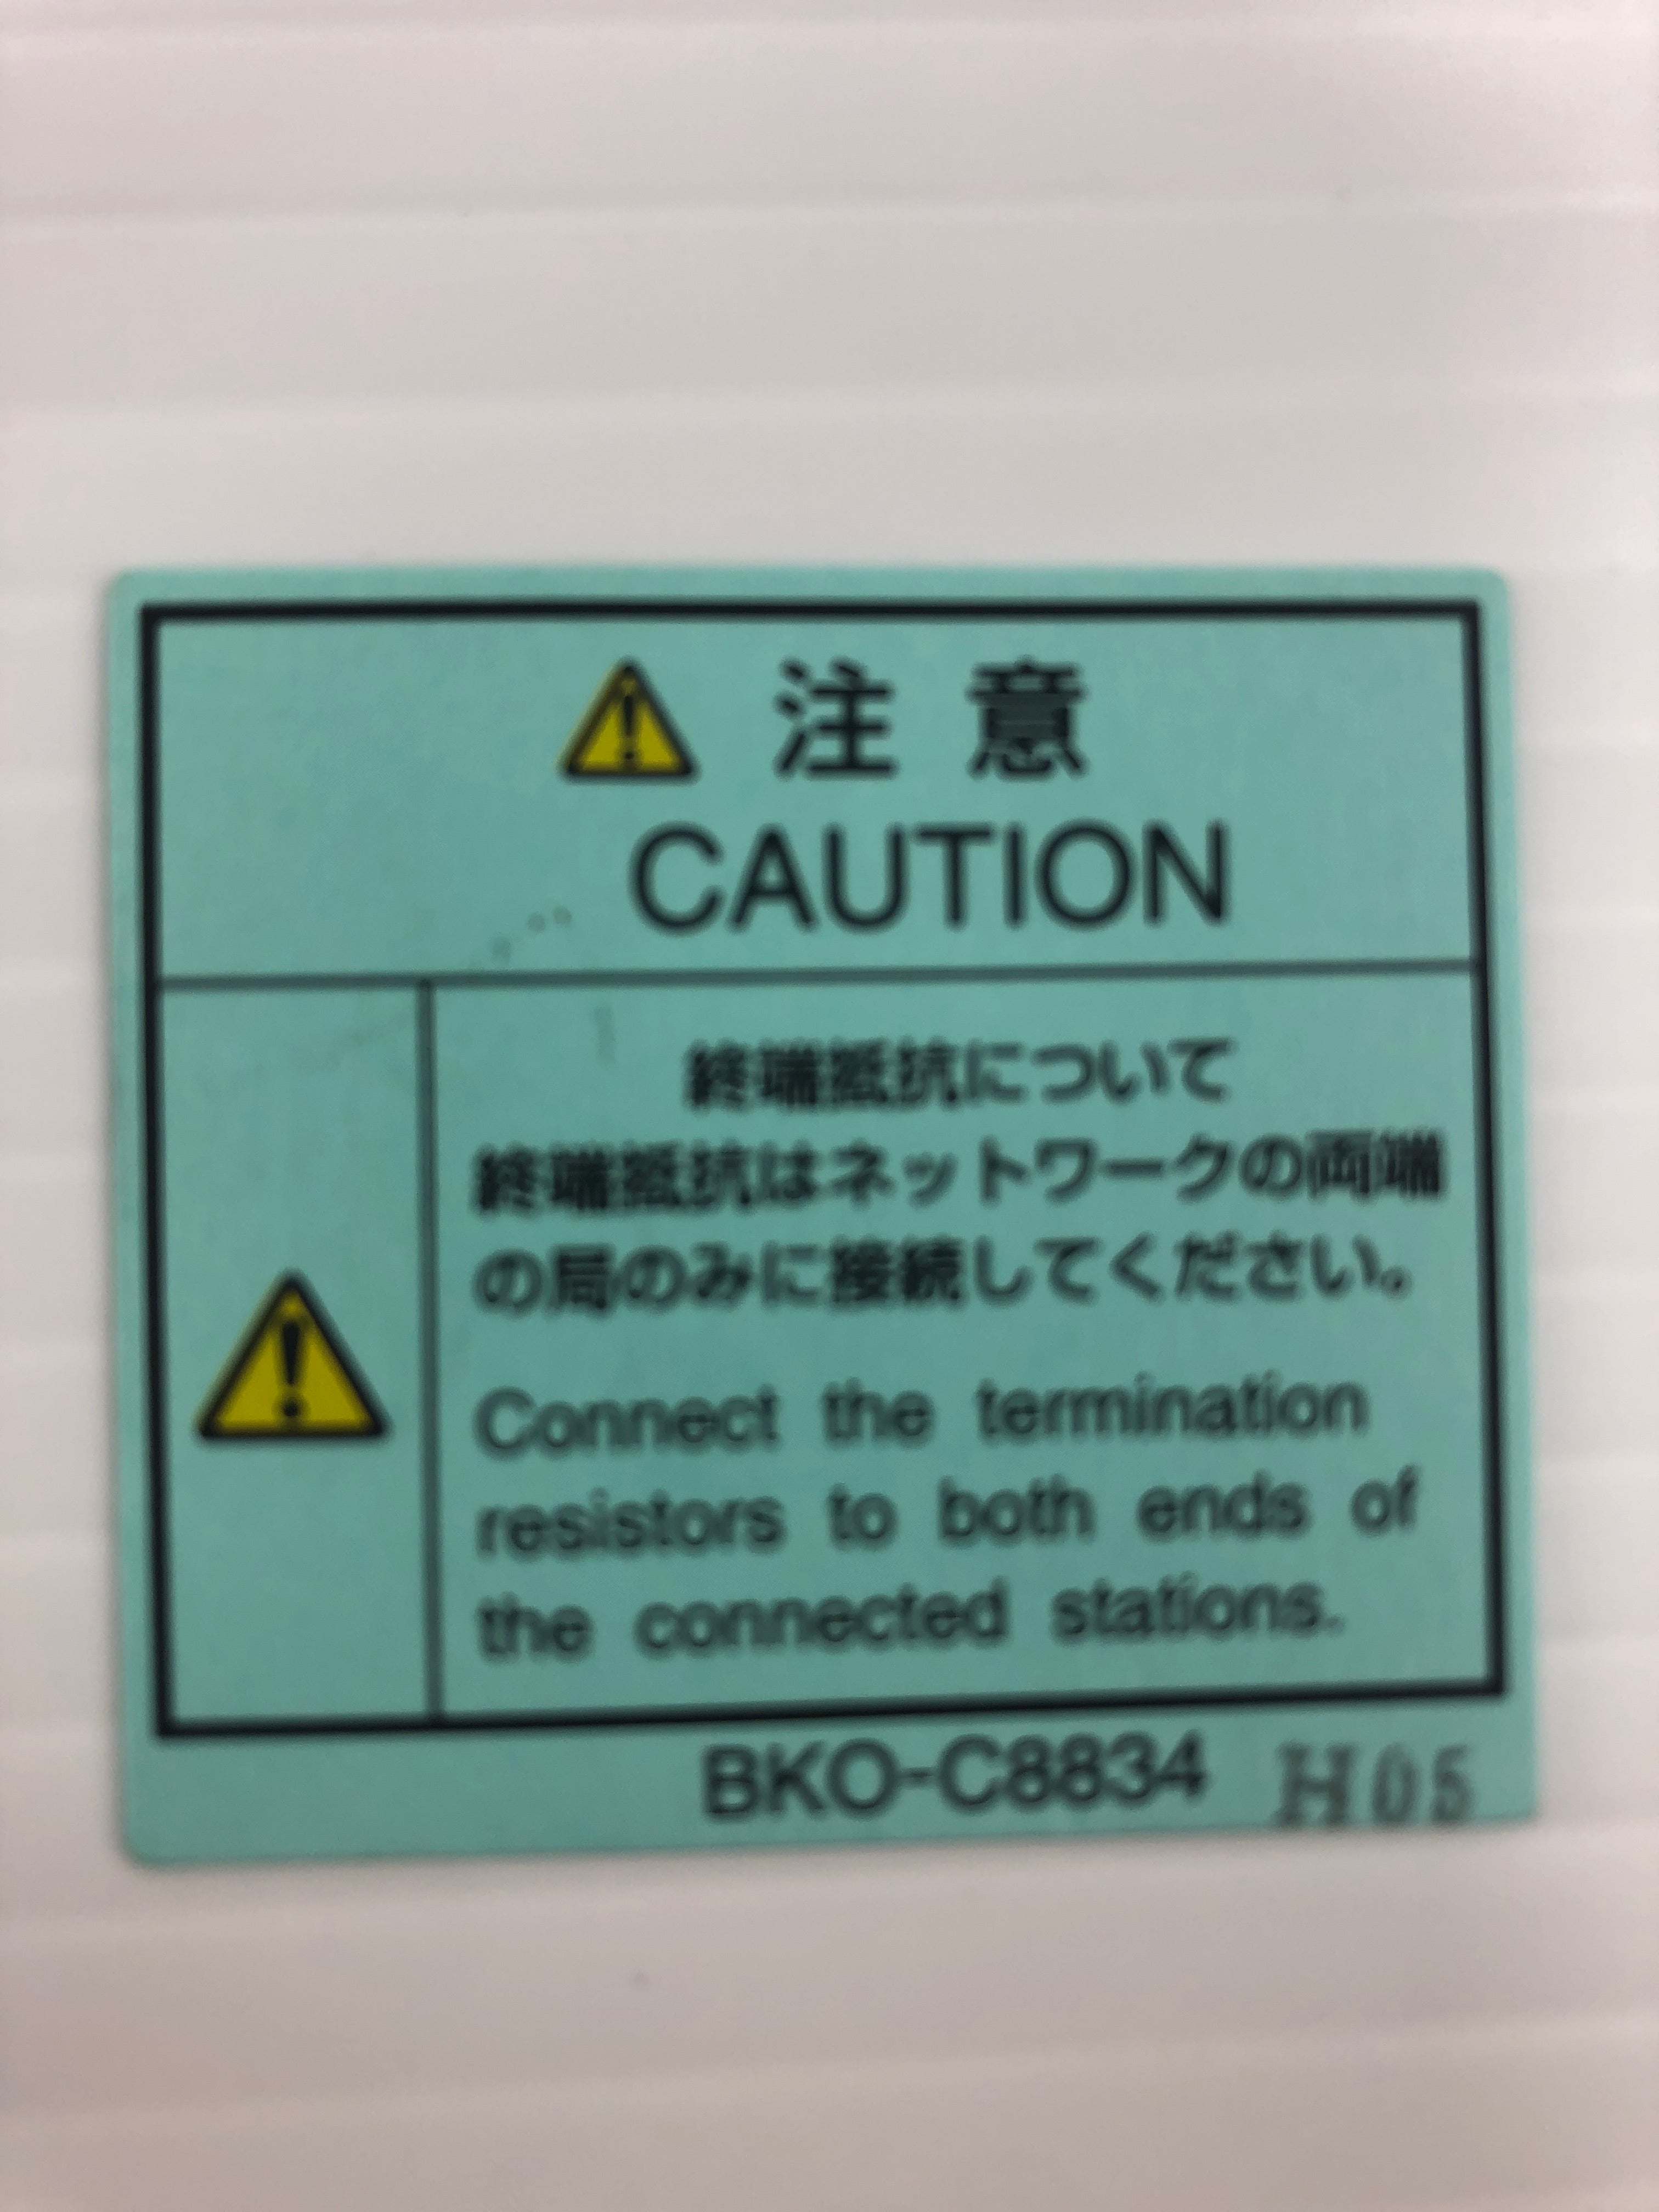 注意
CAUTION
終端抵抗について
終端抵抗はネットワークの両端
の局のみに接続してください。
Connect the termination
resistors to both ends of
the connected stations.
BKO-C8834 H05